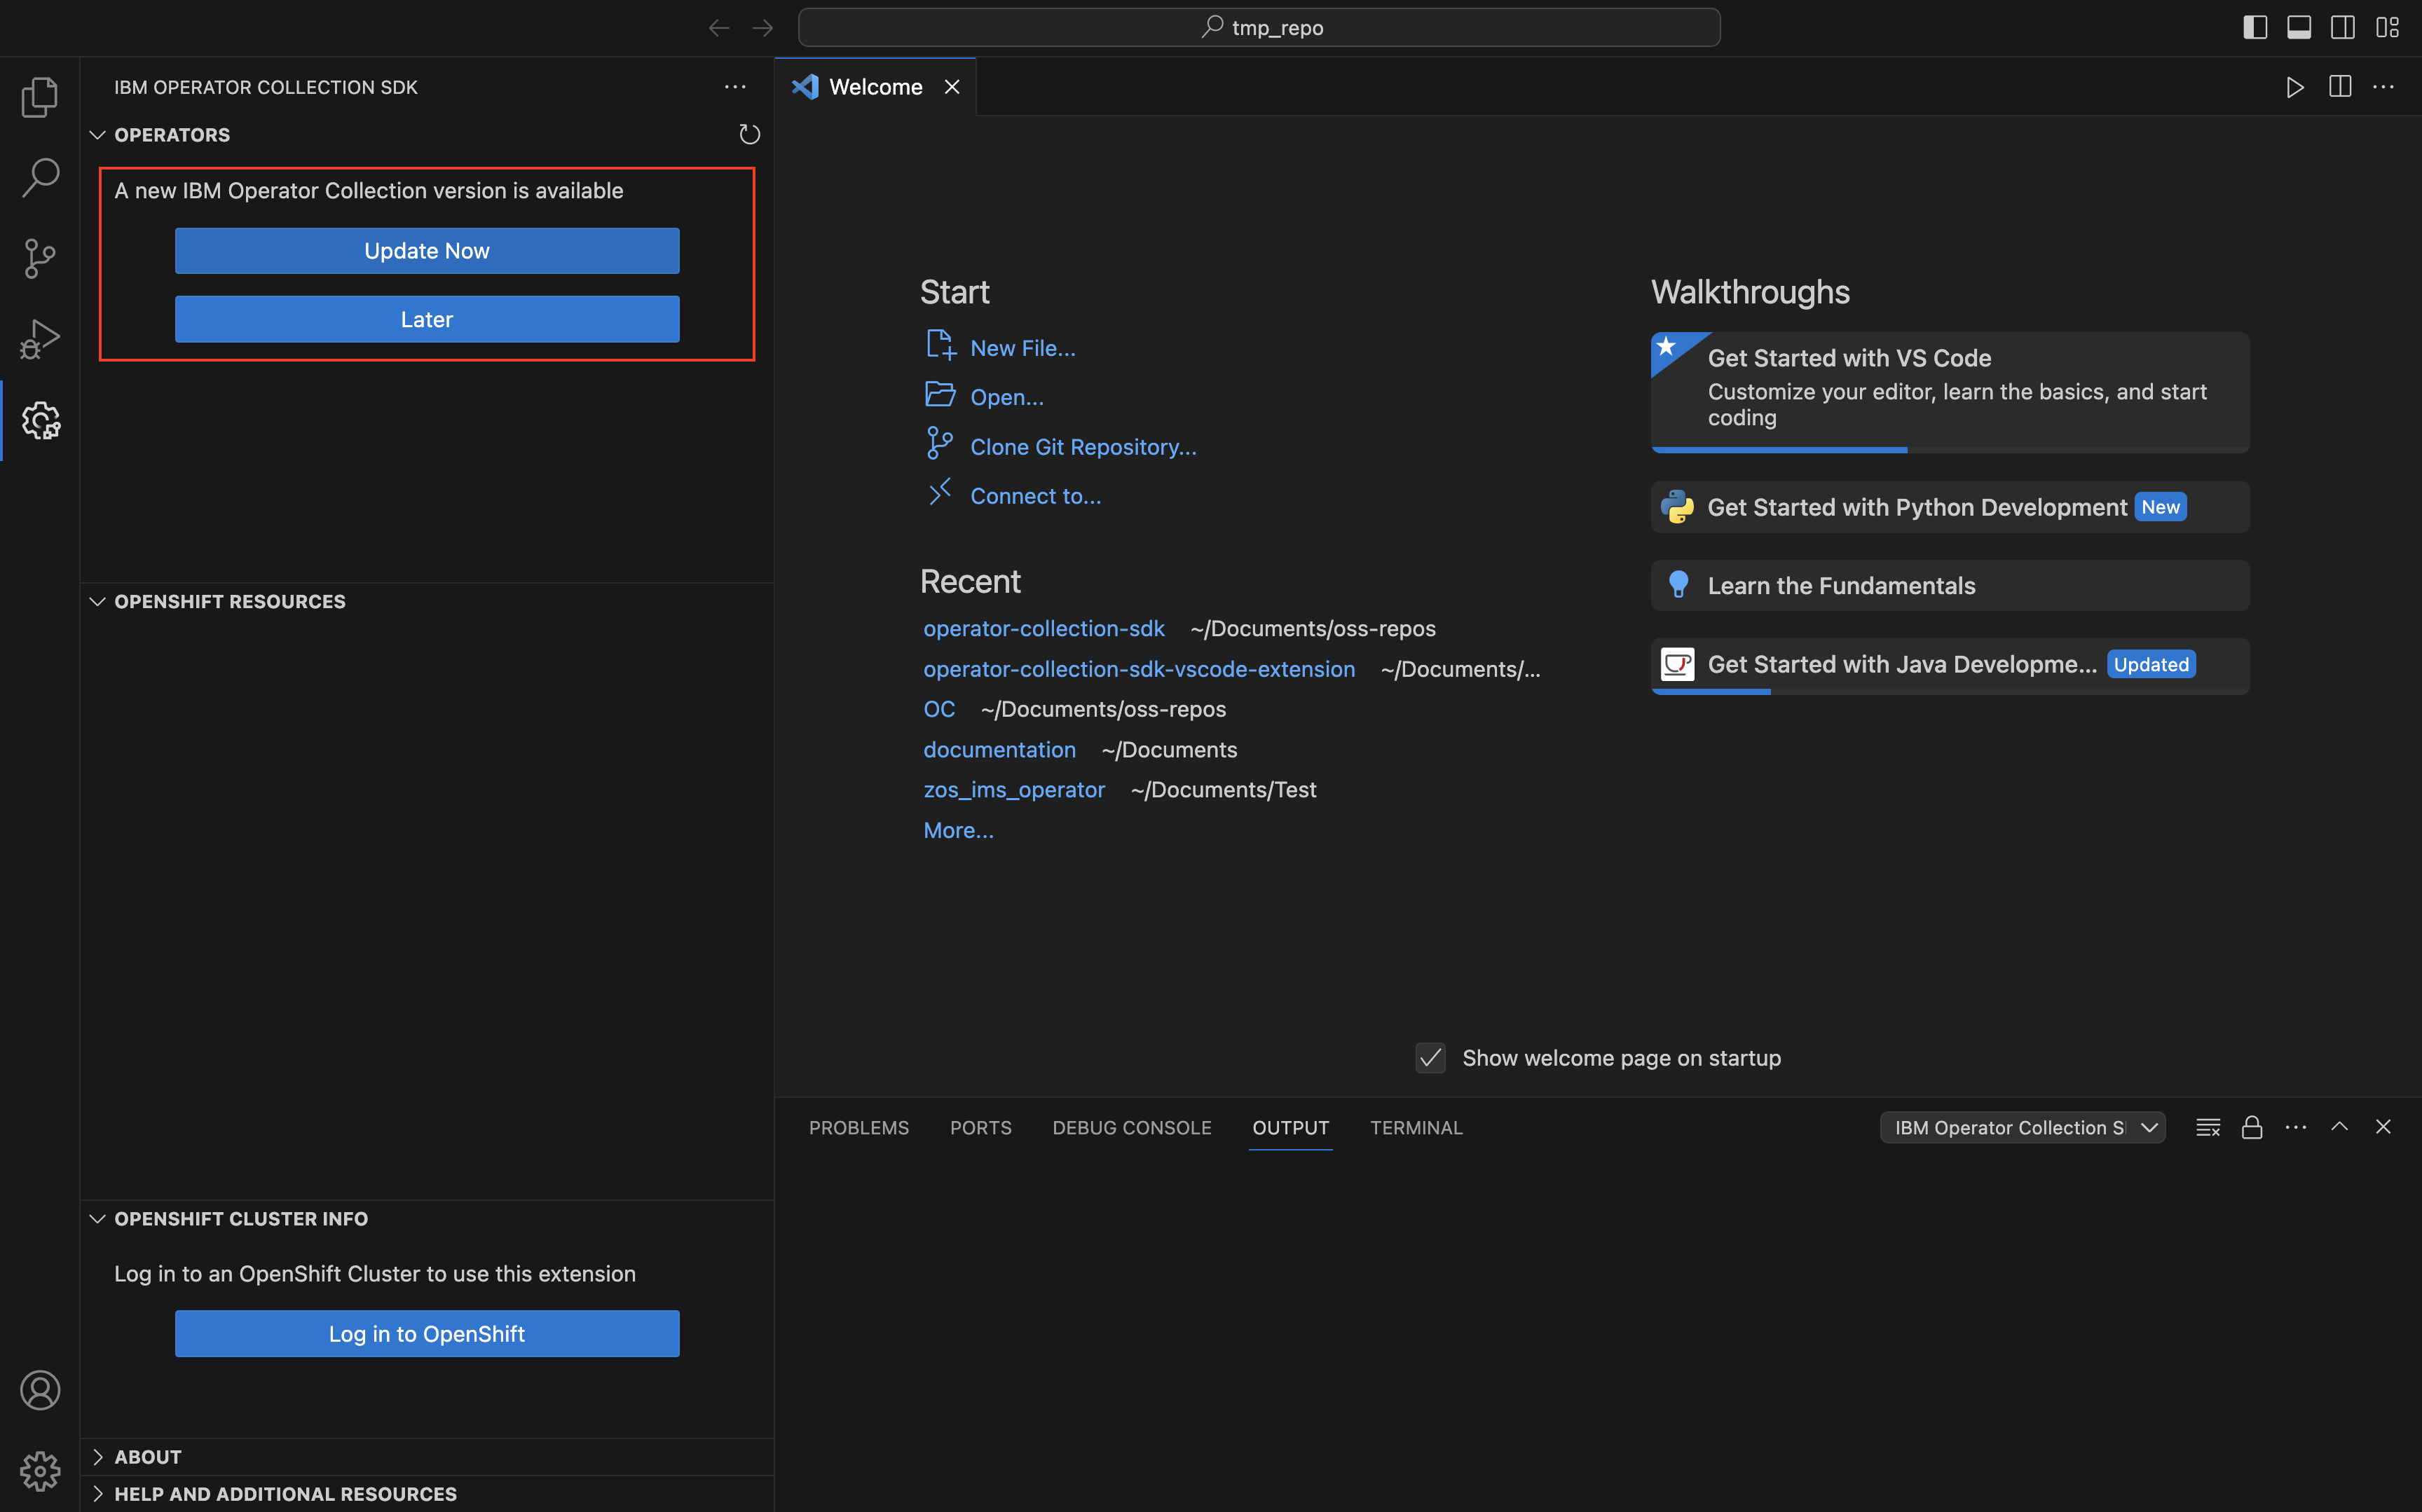 tmp_repo
IBM OPERATOR COLLECTION SDK
OPERATORS
A new IBM Operator Collection version is available
Update Now
Later
OPENSHIFT RESOURCES
OPENSHIFT CLUSTER INFO
Log in to an OpenShift Cluster to use this extension
Log in to OpenShift
ABOUT
HELP AND ADDITIONAL RESOURCES
Welcome
Start
New File...
Open...
Clone Git Repository...
Connect to...
Recent
operator-collection-sdk ~/Documents/oss-repos
operator-collection-sdk-vscode-extension ~/Documents/...
OC ~/Documents/oss-repos
documentation ~/Documents
zos_ims_operator ~/Documents/Test
More...
Walkthroughs
Get Started with VS Code
Customize your editor, learn the basics, and start
coding
Get Started with Python Development New
Learn the Fundamentals
Get Started with Java Developme... Updated
Show welcome page on startup
PROBLEMS PORTS DEBUG CONSOLE OUTPUT TERMINAL IBM Operator Collection S